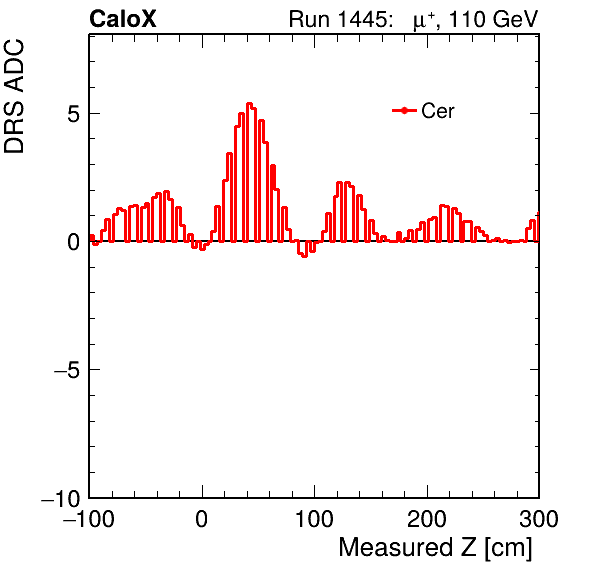 CaloX
Run 1445: μ⁺, 110 GeV
DRS ADC
Cer
5
0
−5
−10
−100 0 100 200 300
Measured Z [cm]